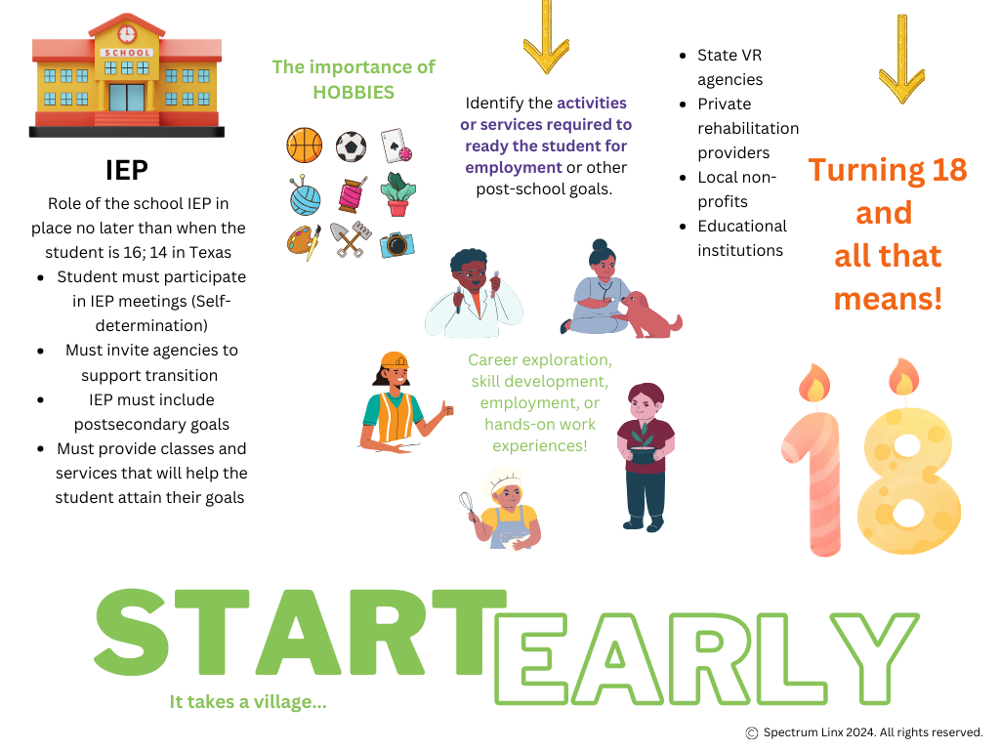 SCHOOL
IEP
Role of the school IEP in
place no later than when the
student is 16; 14 in Texas
• Student must participate
in IEP meetings (Self-
determination)
• Must invite agencies to
support transition
• IEP must include
postsecondary goals
• Must provide classes and
services that will help the
student attain their goals
The importance of
HOBBIES
Identify the activities
or services required to
ready the student for
employment or other
post-school goals.
Career exploration,
skill development,
employment, or
hands-on work
experiences!
• State VR
agencies
• Private
rehabilitation
providers
• Local non-
profits
• Educational
institutions
Turning 18
and
all that
means!
18
START EARLY
It takes a village...
© Spectrum Linx 2024. All rights reserved.